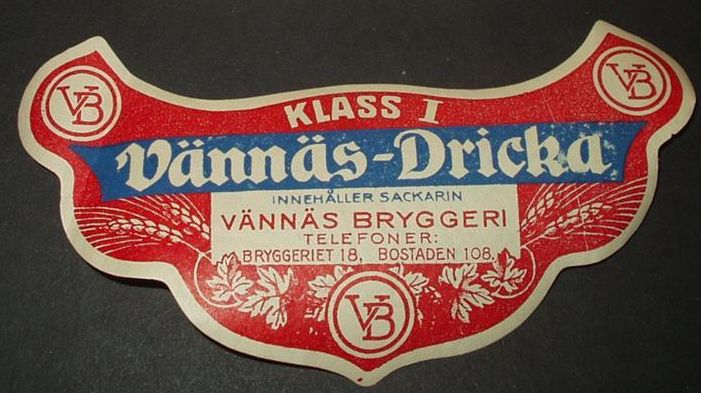 VB
VB
KLASS I
Vännäs-Dricka
INNEHÅLLER SACKARIN
VÄNNÄS BRYGGERI
TELEFONER:
BRYGGERIET 18, BOSTADEN 108.
VB